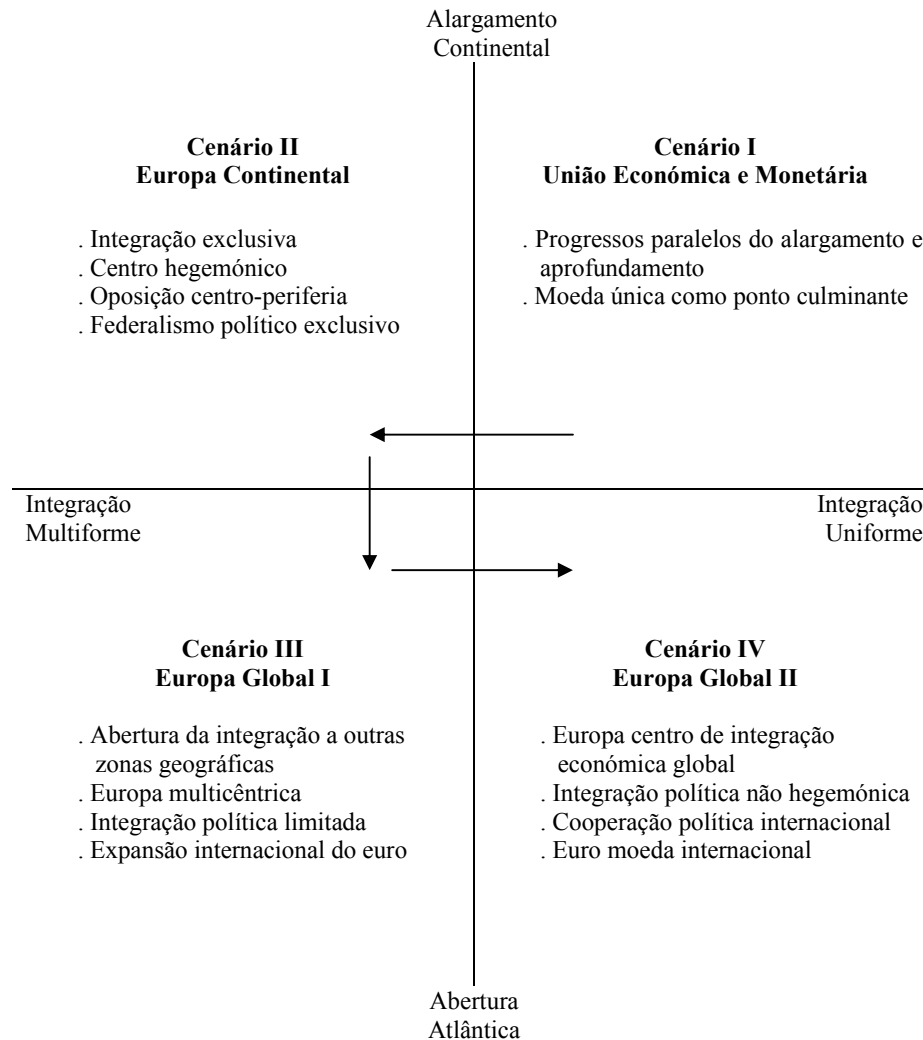 Alargamento
Continental
Cenário II
Europa Continental
. Integração exclusiva
. Centro hegemónico
. Oposição centro-periferia
. Federalismo político exclusivo
Cenário I
União Económica e Monetária
. Progressos paralelos do alargamento e
aprofundamento
. Moeda única como ponto culminante
Integração
Multiforme
Integração
Uniforme
Cenário III
Europa Global I
. Abertura da integração a outras
zonas geográficas
. Europa multicêntrica
. Integração política limitada
. Expansão internacional do euro
Cenário IV
Europa Global II
. Europa centro de integração
económica global
. Integração política não hegemónica
. Cooperação política internacional
. Euro moeda internacional
Abertura
Atlântica